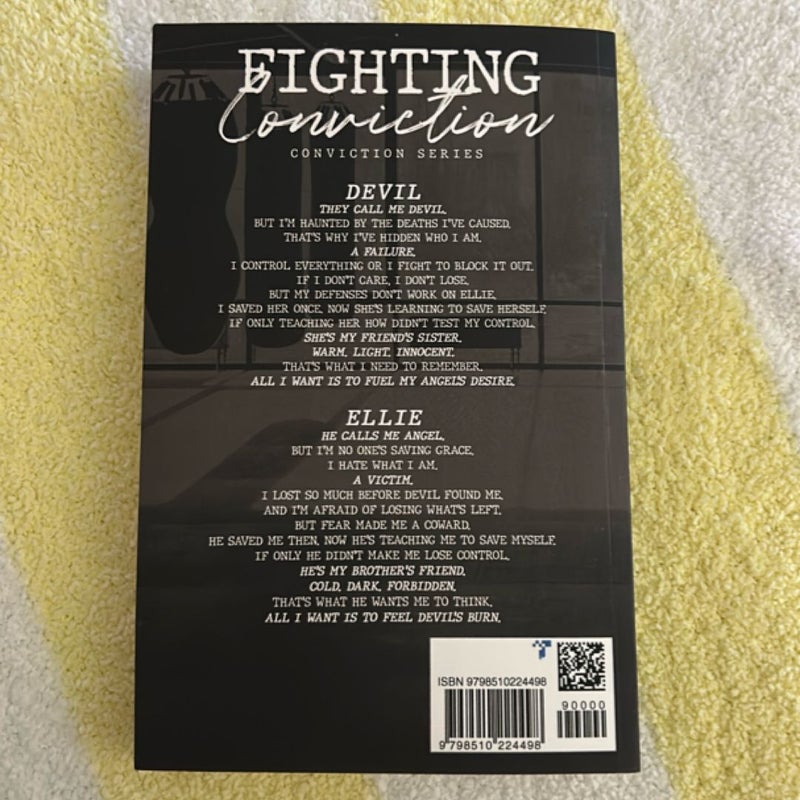 FIGHTING
Conviction
CONVICTION SERIES
DEVIL
THEY CALL ME DEVIL.
BUT I'M HAUNTED BY THE DEATHS I'VE CAUSED.
THAT'S WHY I'VE HIDDEN WHO I AM.
A FAILURE.
I CONTROL EVERYTHING OR I FIGHT TO BLOCK IT OUT.
IF I DON'T CARE, I DON'T LOSE.
BUT MY DEFENSES DON'T WORK ON ELLIE.
I SAVED HER ONCE. NOW SHE'S LEARNING TO SAVE HERSELF.
IF ONLY TEACHING HER HOW DIDN'T TEST MY CONTROL.
SHE'S MY FRIEND'S SISTER.
WARM. LIGHT. INNOCENT.
THAT'S WHAT I NEED TO REMEMBER.
ALL I WANT IS TO FUEL MY ANGEL'S DESIRE.
ELLIE
HE CALLS ME ANGEL.
BUT I'M NO ONE'S SAVING GRACE.
I HATE WHAT I AM.
A VICTIM.
I LOST SO MUCH BEFORE DEVIL FOUND ME.
AND I'M AFRAID OF LOSING WHAT'S LEFT.
BUT FEAR MADE ME A COWARD.
HE SAVED ME THEN. NOW HE'S TEACHING ME TO SAVE MYSELF.
IF ONLY HE DIDN'T MAKE ME LOSE CONTROL.
HE'S MY BROTHER'S FRIEND.
COLD. DARK. FORBIDDEN.
THAT'S WHAT HE WANTS ME TO THINK.
ALL I WANT IS TO FEEL DEVIL'S BURN.
ISBN 9798510224498
90000
9 798510 224498